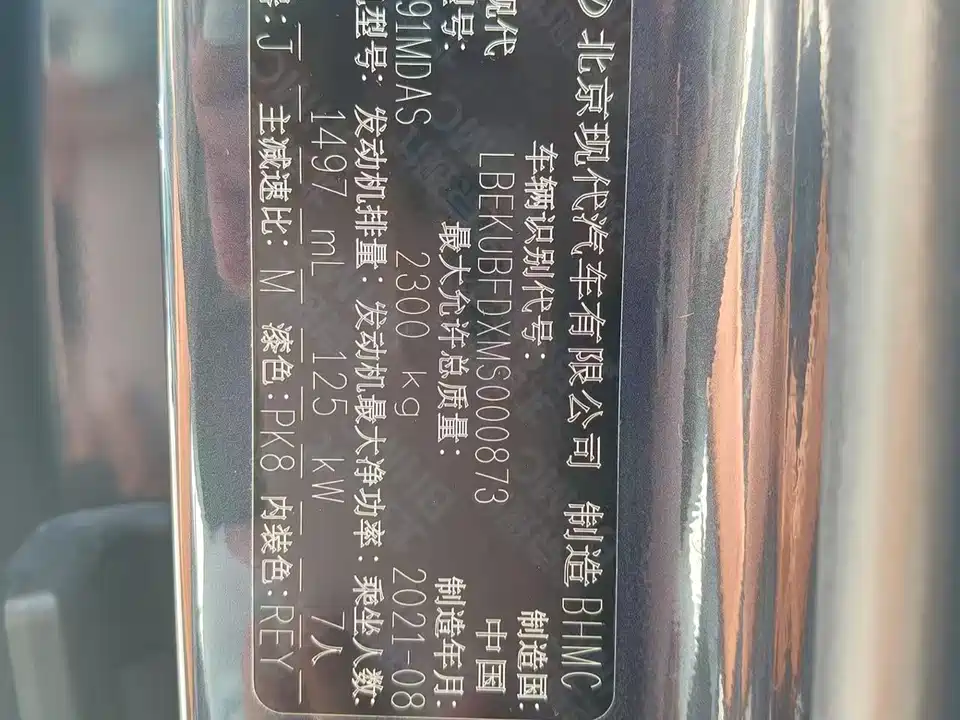 北京现代汽车有限公司 制造 BHMC
车辆识别代号: 制造国:
现代 LBEKUBFDXMS000873 中国
型号: 最大允许总质量: 制造年月:
91MDAS 2300 kg 2021-08
型号: 发动机排量: 发动机最大净功率: 乘坐人数:
1497 mL 125 kW 7人
号:J 主减速比: M 漆色:PK8 内装色:REY